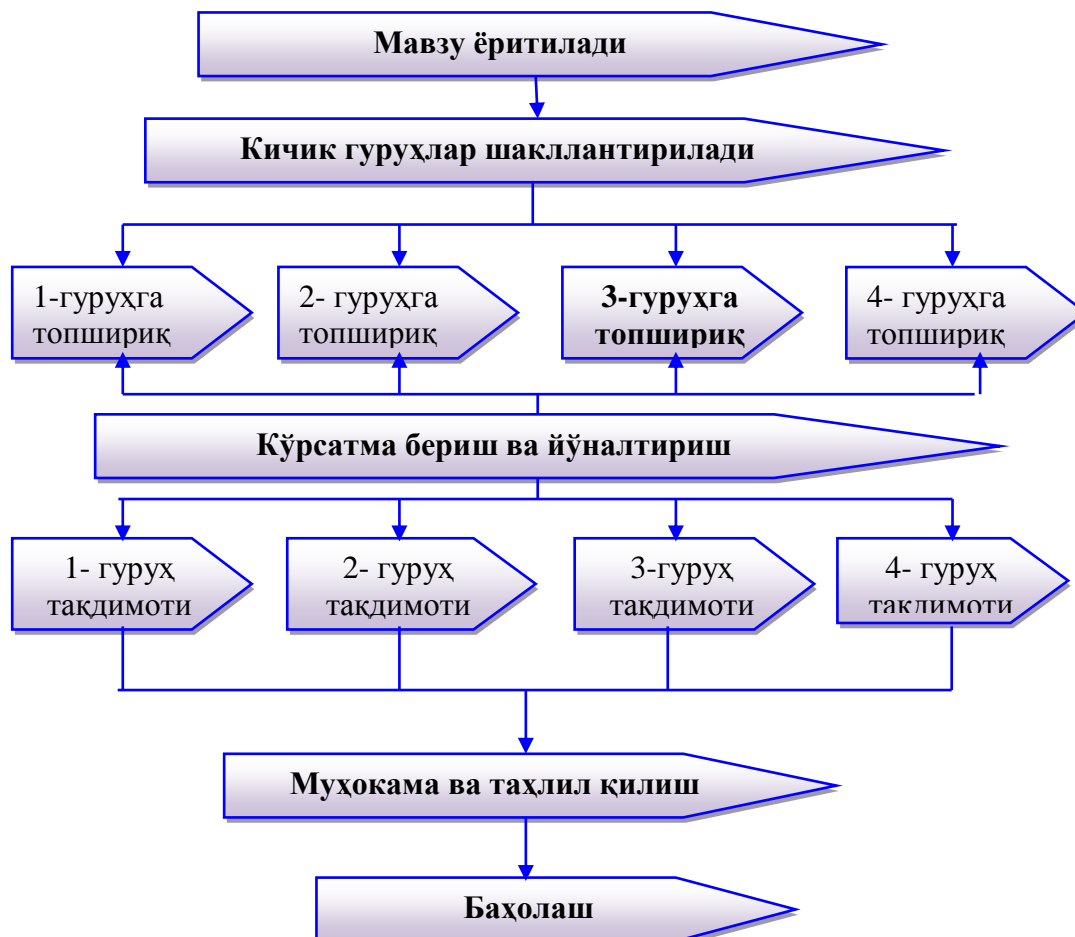 Мавзу ёритилади
Кичик гуруҳлар шакллантирилади
1-гуруҳга
топшириқ
2- гуруҳга
топшириқ
3-гуруҳга
топшириқ
4- гуруҳга
топшириқ
Кўрсатма бериш ва йўналтириш
1- гуруҳ
тақдимоти
2- гуруҳ
тақдимоти
3-гуруҳ
тақдимоти
4- гуруҳ
тақдимоти
Муҳокама ва таҳлил қилиш
Баҳолаш